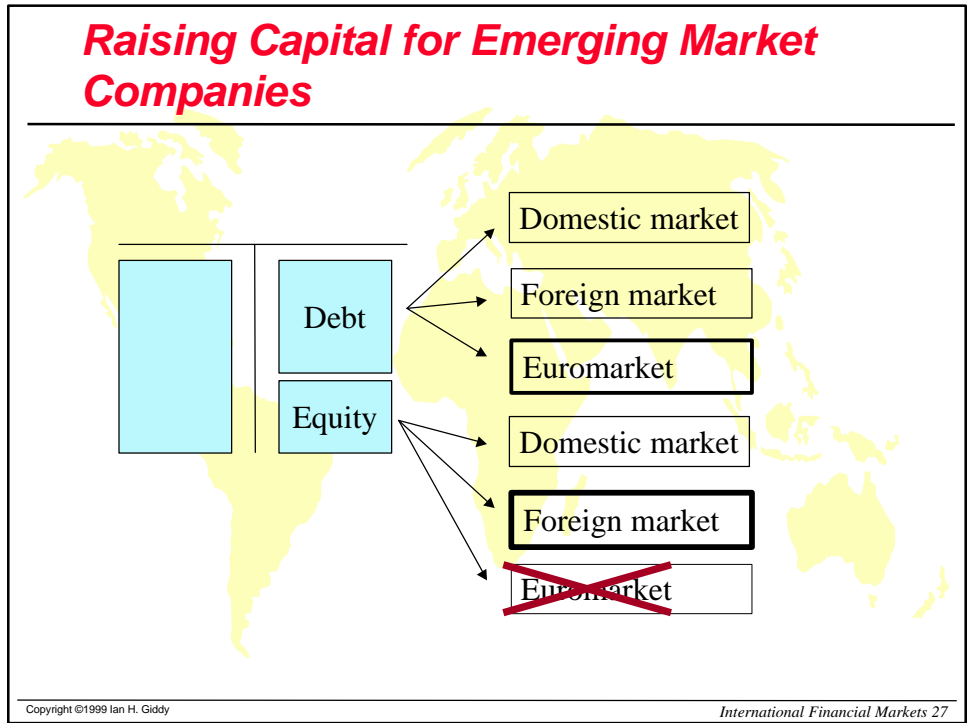 Raising Capital for Emerging Market
Companies
Debt
Equity
Domestic market
Foreign market
Euromarket
Domestic market
Foreign market
Euromarket
Copyright ©1999 Ian H. Giddy
International Financial Markets 27